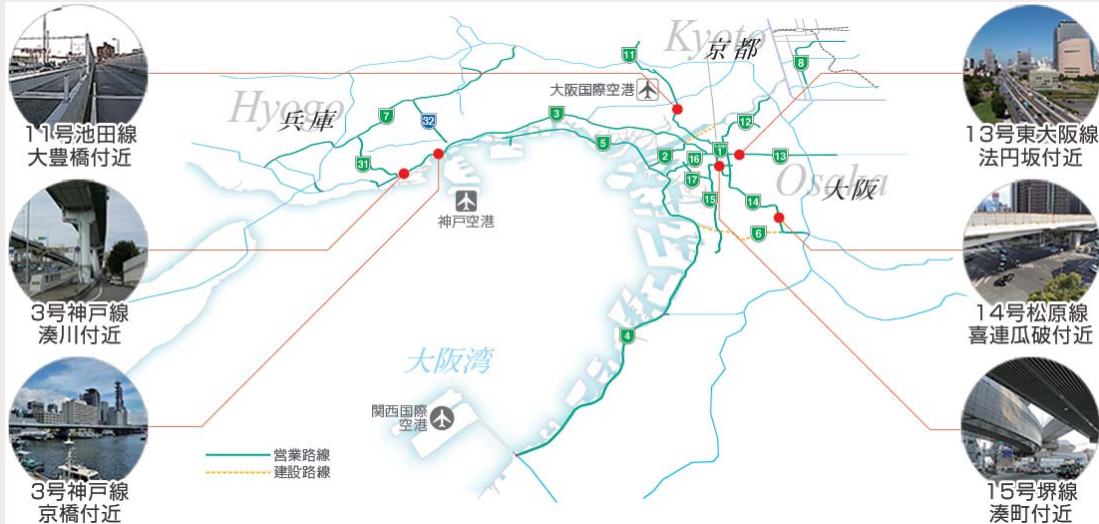 11号池田線
大豊橋付近
3号神戸線
湊川付近
3号神戸線
京橋付近
Hyogo
兵庫
Kyoto
京都
Osaka
大阪
大阪国際空港
神戸空港
大阪湾
関西国際
空港
11
8
7
32
3
12
5
2
16
1
13
31
17
15
14
6
4
営業路線
建設路線
13号東大阪線
法円坂付近
14号松原線
喜連瓜破付近
15号堺線
湊町付近